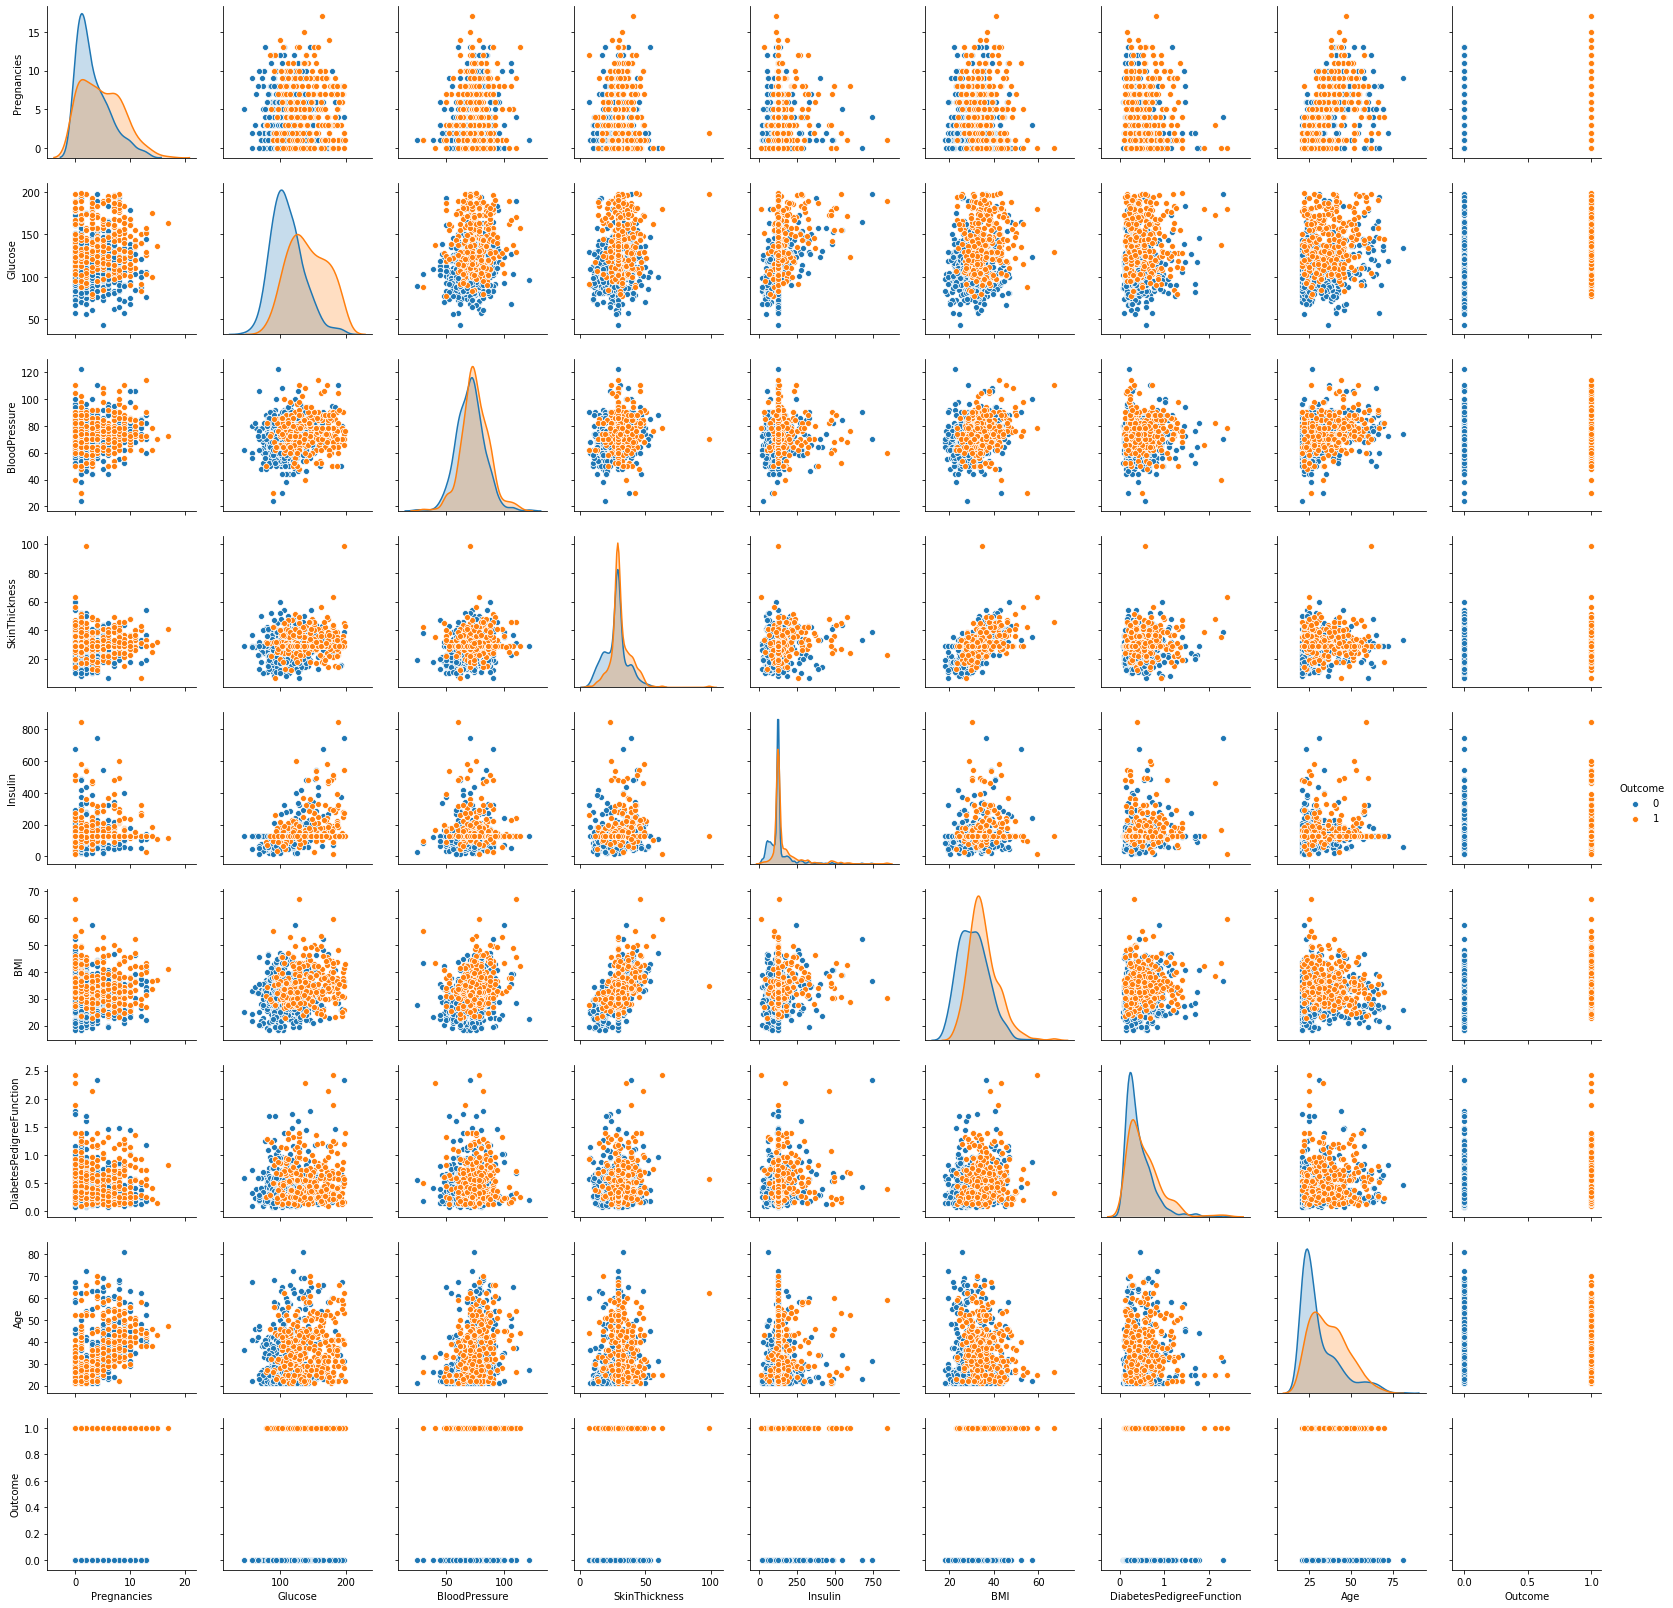 15
10
5
0
Pregnancies
200
150
100
50
Glucose
120
100
80
60
40
20
BloodPressure
100
80
60
40
20
SkinThickness
800
600
400
200
0
Insulin
Outcome
0
1
70
60
50
40
30
20
BMI
2.5
2.0
1.5
1.0
0.5
0.0
DiabetesPedigreeFunction
80
70
60
50
40
30
20
Age
1.0
0.8
0.6
0.4
0.2
0.0
Outcome
0 10 20
100 200
50 100
0 50 100
0 250 500 750
20 40 60
0 1 2
25 50 75
0.0 0.5 1.0
Pregnancies
Glucose
BloodPressure
SkinThickness
Insulin
BMI
DiabetesPedigreeFunction
Age
Outcome